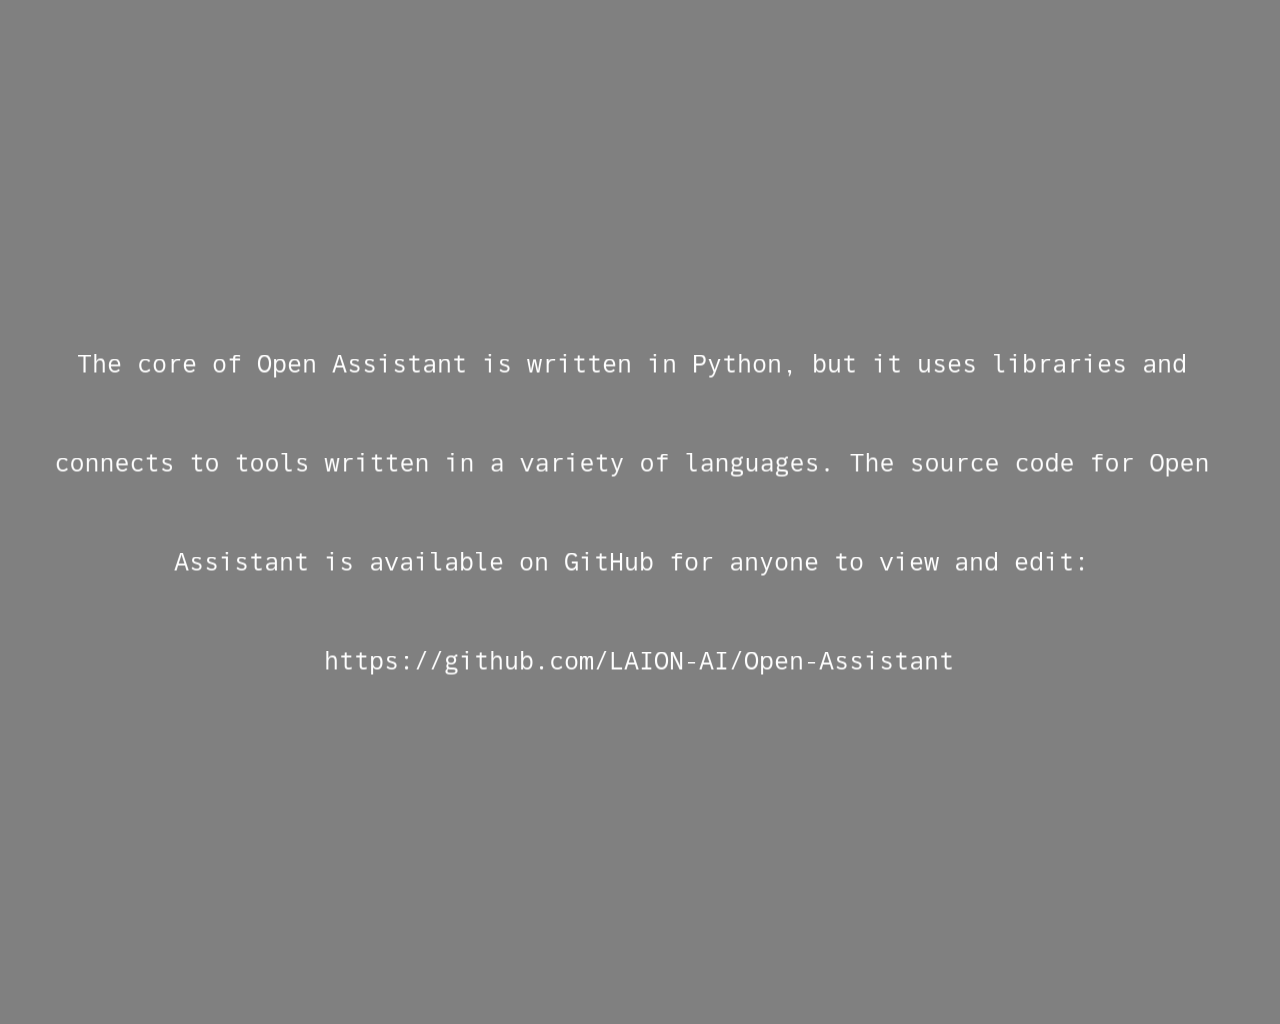 The core of Open Assistant is written in Python, but it uses libraries and
connects to tools written in a variety of languages. The source code for Open
Assistant is available on GitHub for anyone to view and edit:
https://github.com/LAION-AI/Open-Assistant